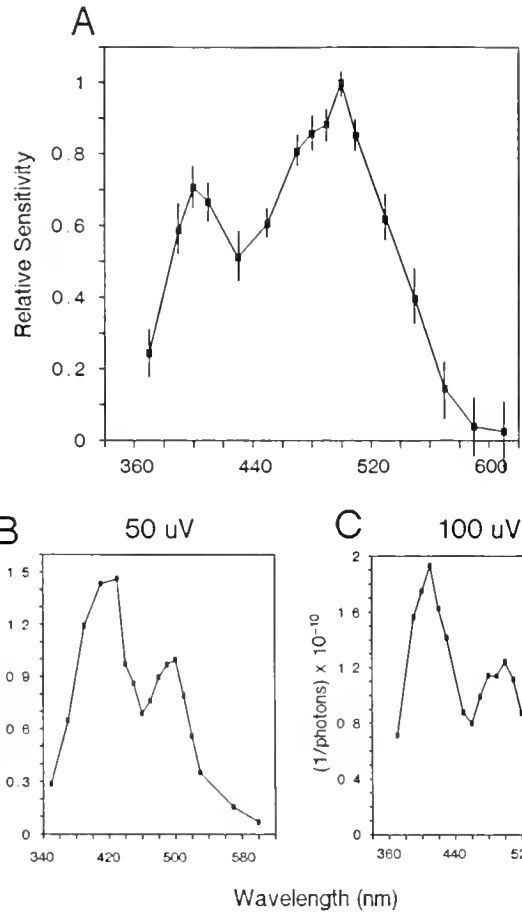 A
Relative Sensitivity
1
0.8
0.6
0.4
0.2
0
360 440 520 600
B 50 uV
1 5
1 2
0.9
0.6
0.3
0
340 420 500 580
C 100 uV
(1/photons) x 10⁻¹⁰
2
1 6
1 2
0 8
0 4
0
360 440 52
Wavelength (nm)